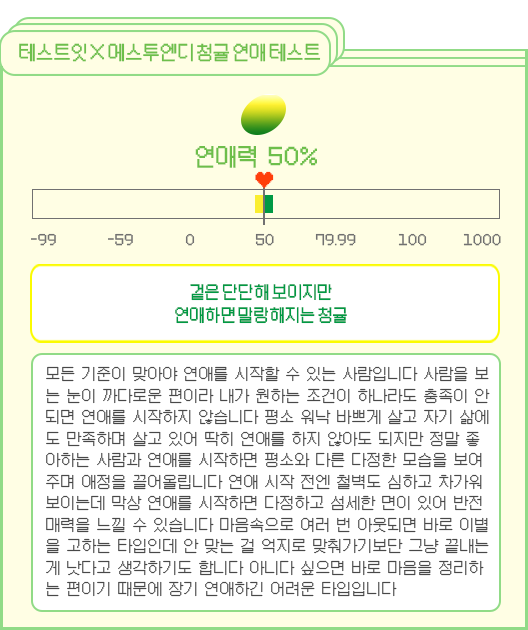 테스트잇 X 에스투엔디 청귤 연애 테스트
연애력 50%
-99 -59 0 50 79.99 100 1000
겉은 단단해 보이지만
연애하면 말랑해지는 청귤
모든 기준이 맞아야 연애를 시작할 수 있는 사람입니다 사람을 보
는 눈이 까다로운 편이라 내가 원하는 조건이 하나라도 충족이 안
되면 연애를 시작하지 않습니다 평소 워낙 바쁘게 살고 자기 삶에
도 만족하며 살고 있어 딱히 연애를 하지 않아도 되지만 정말 좋
아하는 사람과 연애를 시작하면 평소와 다른 다정한 모습을 보여
주며 애정을 끌어올립니다 연애 시작 전엔 철벽도 심하고 차가워
보이는데 막상 연애를 시작하면 다정하고 섬세한 면이 있어 반전
매력을 느낄 수 있습니다 마음속으로 여러 번 아웃되면 바로 이별
을 고하는 타입인데 안 맞는 걸 억지로 맞춰가기보단 그냥 끝내는
게 낫다고 생각하기도 합니다 아니다 싶으면 바로 마음을 정리하
는 편이기 때문에 장기 연애하긴 어려운 타입입니다